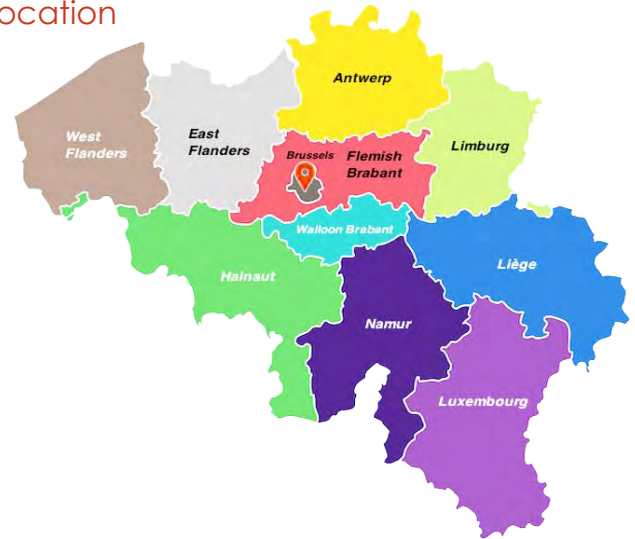 ocation
Antwerp
West
Flanders
East
Flanders
Brussels
Flemish
Brabant
Limburg
Walloon Brabant
Liège
Hainaut
Namur
Luxembourg